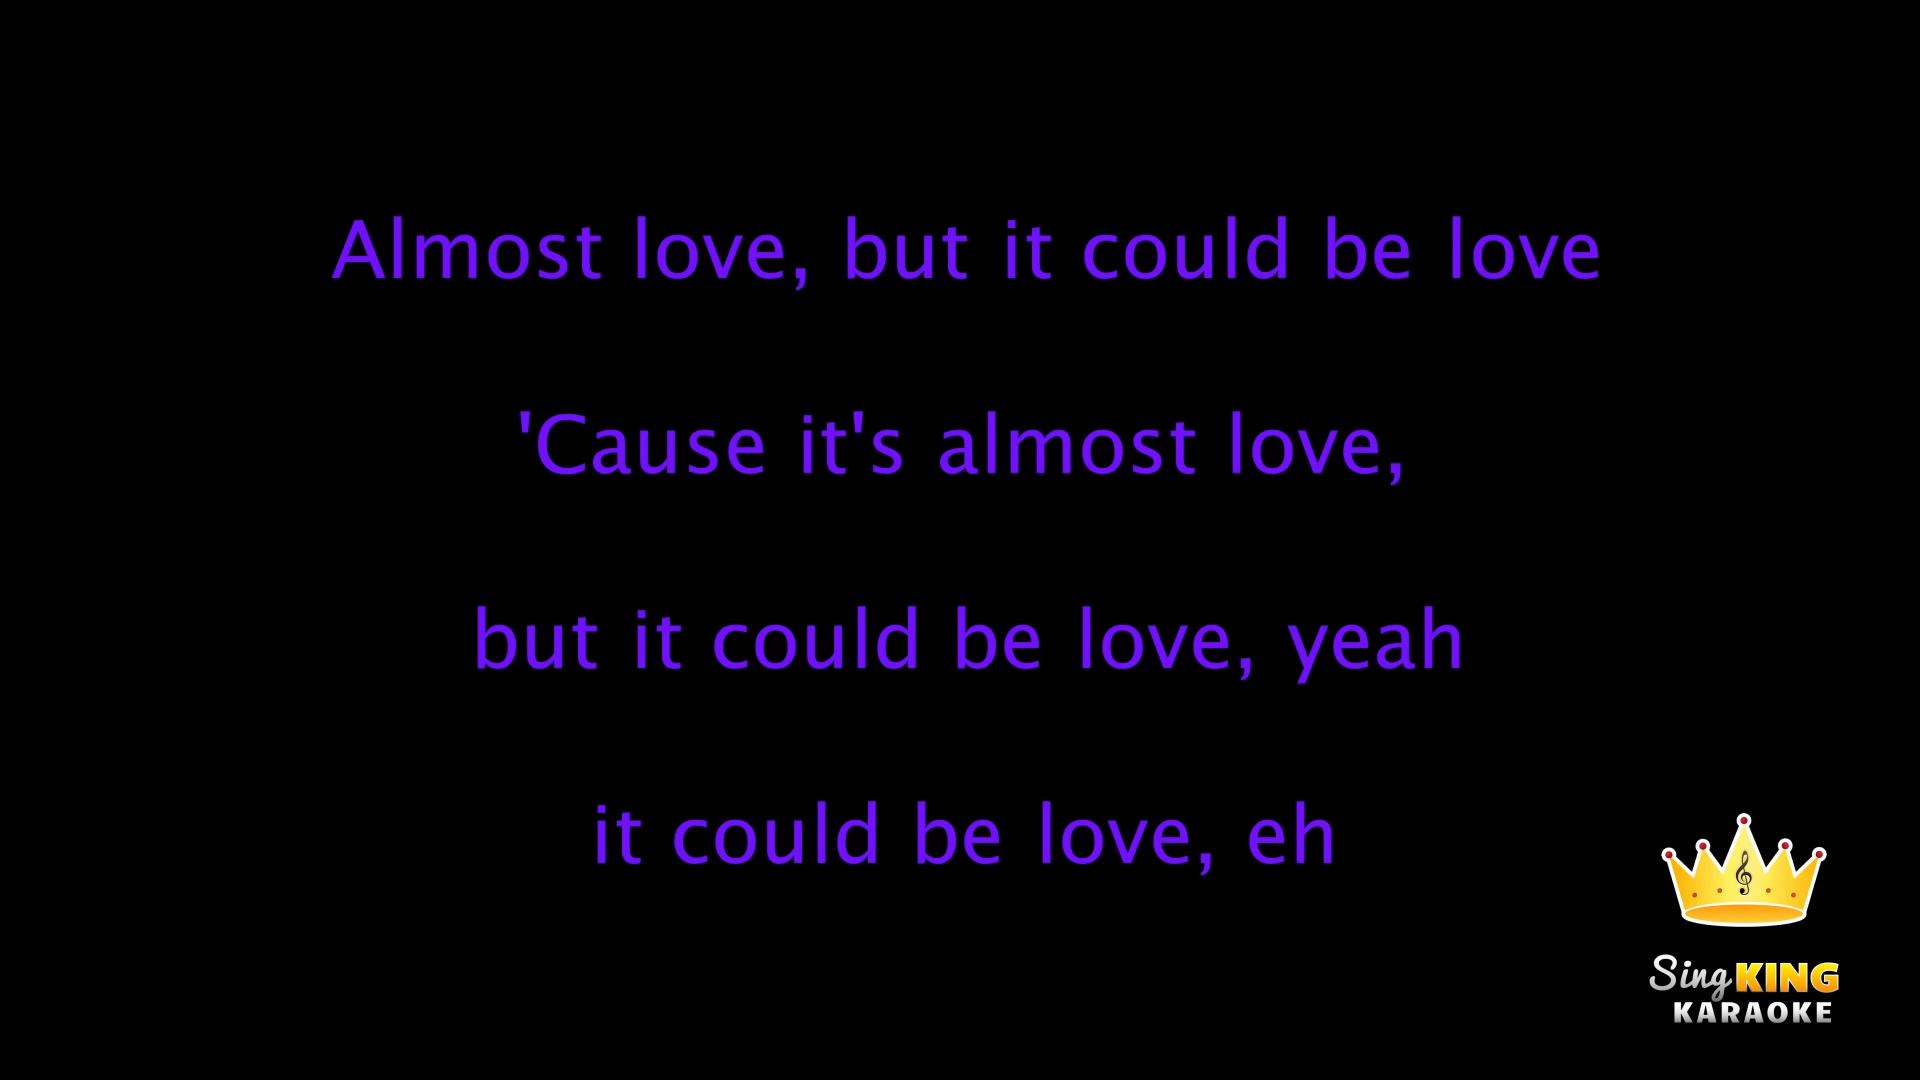 Almost love, but it could be love
'Cause it's almost love,
but it could be love, yeah
it could be love, eh
Sing KING
KARAOKE